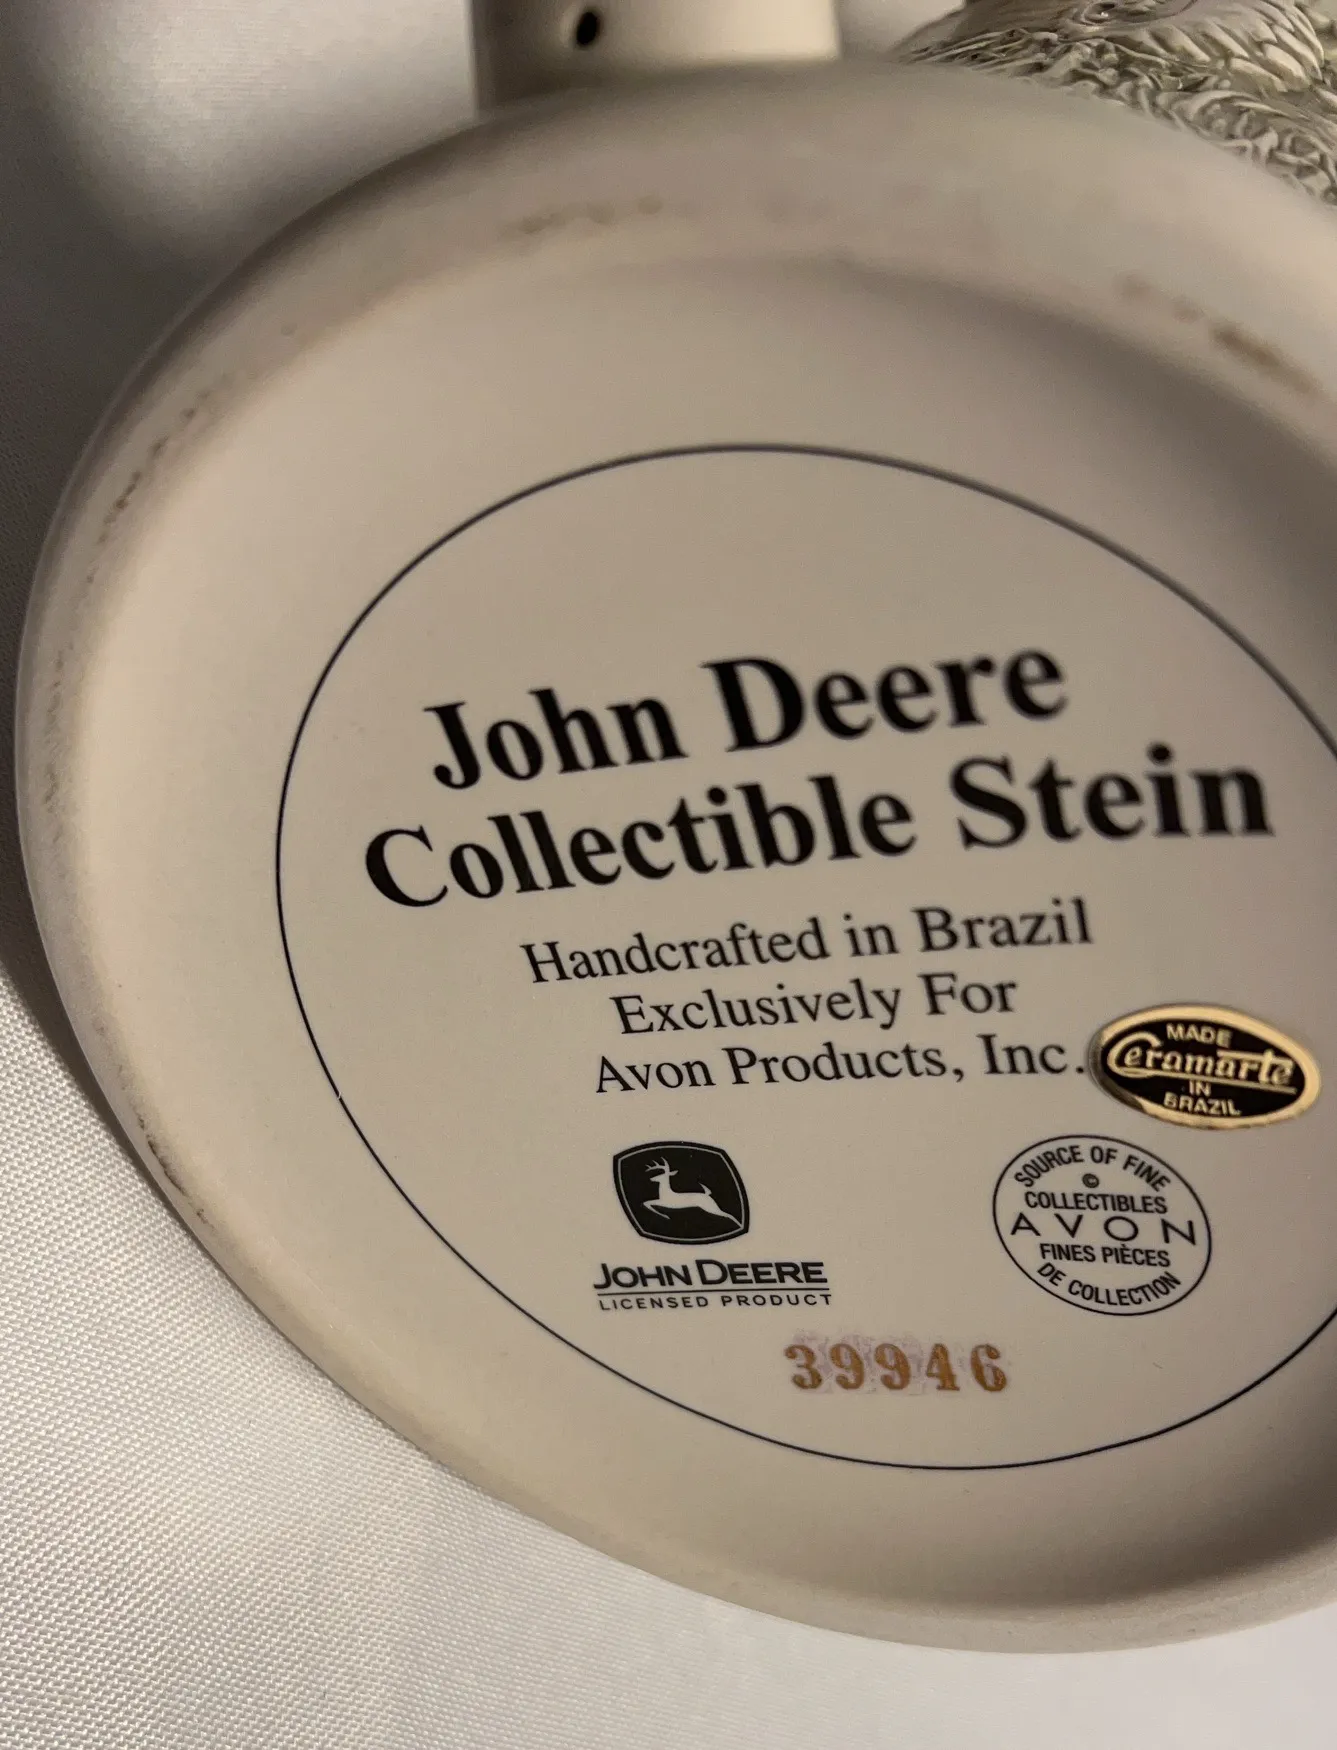 John Deere
Collectible Stein
Handcrafted in Brazil
Exclusively For
Avon Products, Inc.
MADE
Ceramarte
IN
BRAZIL
JOHN DEERE
LICENSED PRODUCT
SOURCE OF FINE
©
COLLECTIBLES
AVON
FINES PIÈCES
DE COLLECTION
39946